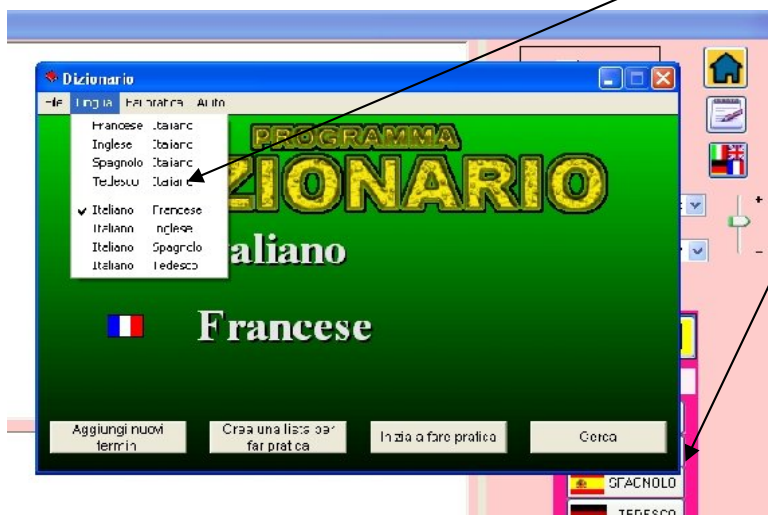 Dizionario
File Lingua Fai pratica Aiuto
Francese Italiano
Inglese Italiano
Spagnolo Italiano
Tedesco Italiano
Italiano Francese
Italiano Inglese
Italiano Spagnolo
Italiano Tedesco
PROGRAMMA
ZIONARIO
aliano
Francese
Aggiungi nuovi
termini
Crea una lista per
far pratica
Inizia a fare pratica
Cerca
+
-
SPAGNOLO
TEDESCO